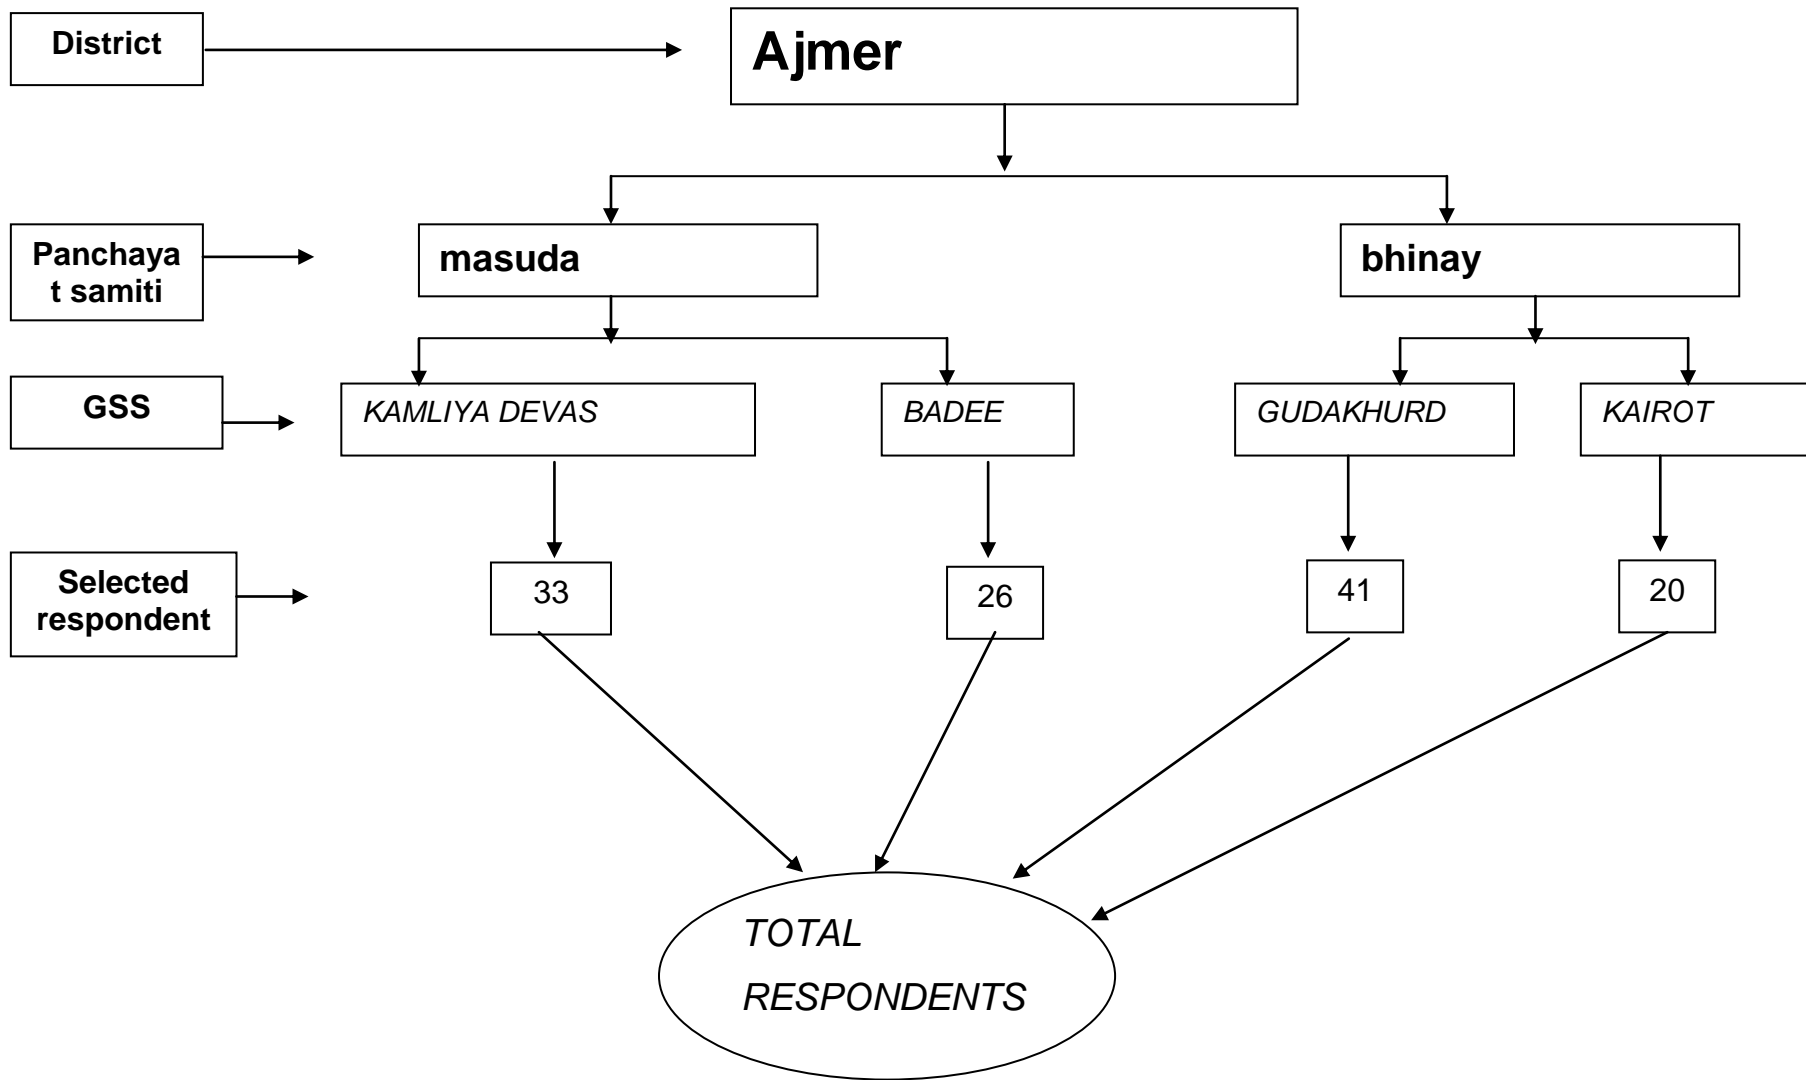 District
Ajmer
Panchaya
t samiti
masuda
bhinay
GSS
KAMLIYA DEVAS
BADEE
GUDAKHURD
KAIROT
Selected
respondent
33
26
41
20
TOTAL
RESPONDENTS